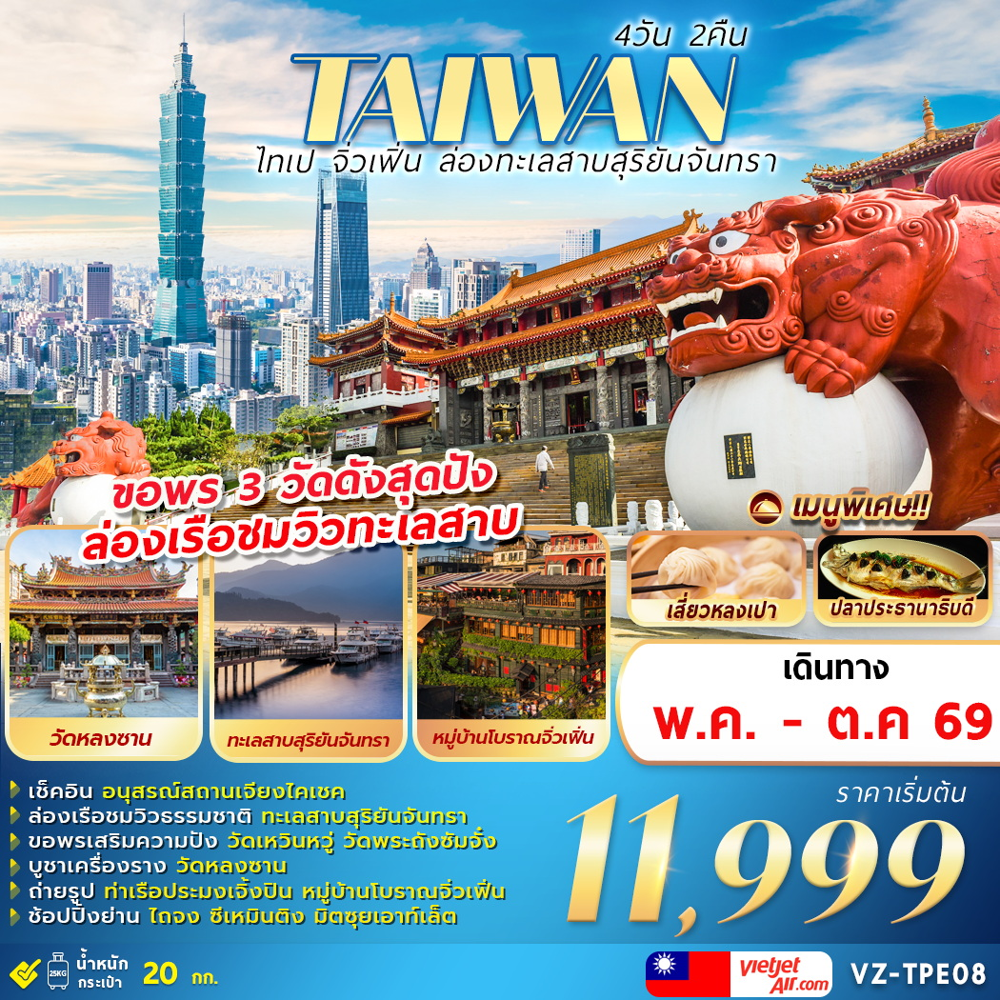 4วัน 2คืน
TAIWAN
ไทเป จิ่วเฟิ่น ล่องทะเลสาบสุริยันจันทรา
ขอพร 3 วัดดังสุดปัง
ล่องเรือชมวิวทะเลสาบ
เมนูพิเศษ!!
เสี่ยวหลงเปา
ปลาประธานาธิบดี
วัดหลงซาน
ทะเลสาบสุริยันจันทรา
หมู่บ้านโบราณจิ่วเฟิ่น
เดินทาง
พ.ค. - ต.ค 69
เช็คอิน อนุสรณ์สถานเจียงไคเชค
ล่องเรือชมวิวธรรมชาติ ทะเลสาบสุริยันจันทรา
ขอพรเสริมความปัง วัดเหวินหวู่ วัดพระถังซัมจั๋ง
บูชาเครื่องราง วัดหลงซาน
ถ่ายรูป ท่าเรือประมงเจิ้งปิน หมู่บ้านโบราณจิ่วเฟิ่น
ช้อปปิ้งย่าน ไถจง ซีเหมินติง มิตซุยเอาท์เล็ต
ราคาเริ่มต้น
11,999
25KG
น้ำหนัก
กระเป๋า
20 กก.
vietjet
Air.com
VZ-TPE08